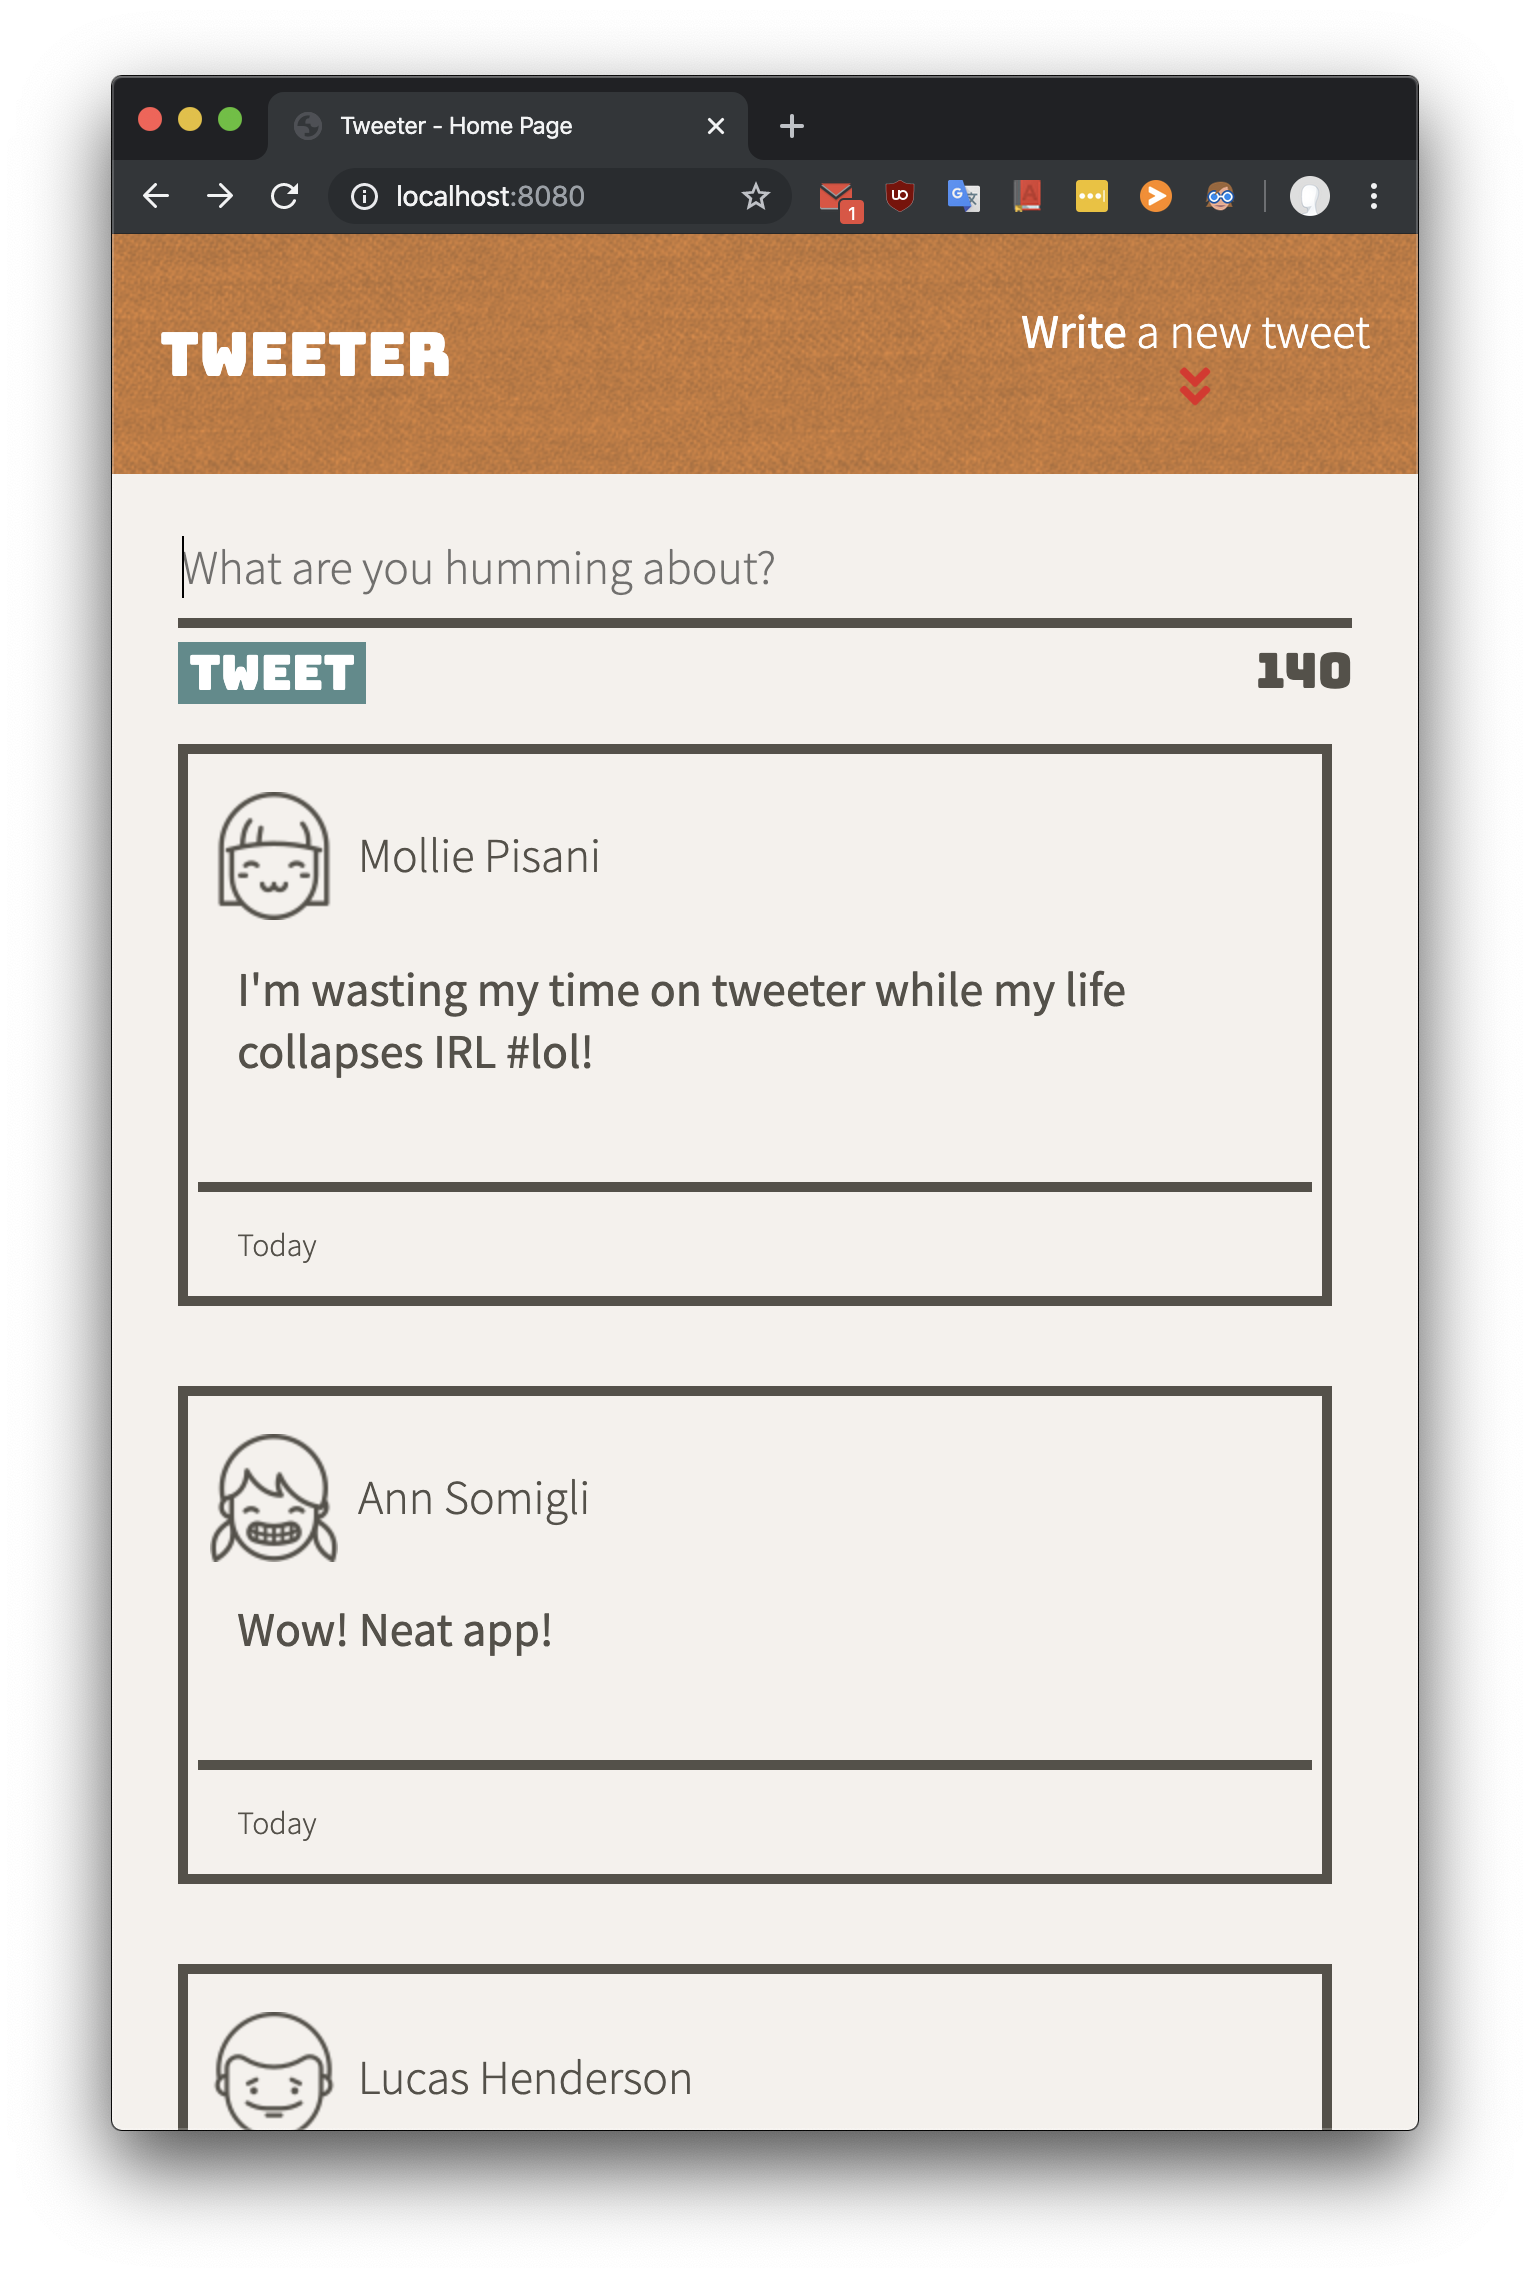 Tweeter - Home Page
localhost:8080
1
TWEETER
Write a new tweet
What are you humming about?
TWEET
140
Mollie Pisani
I'm wasting my time on tweeter while my life
collapses IRL #lol!
Today
Ann Somigli
Wow! Neat app!
Today
Lucas Henderson